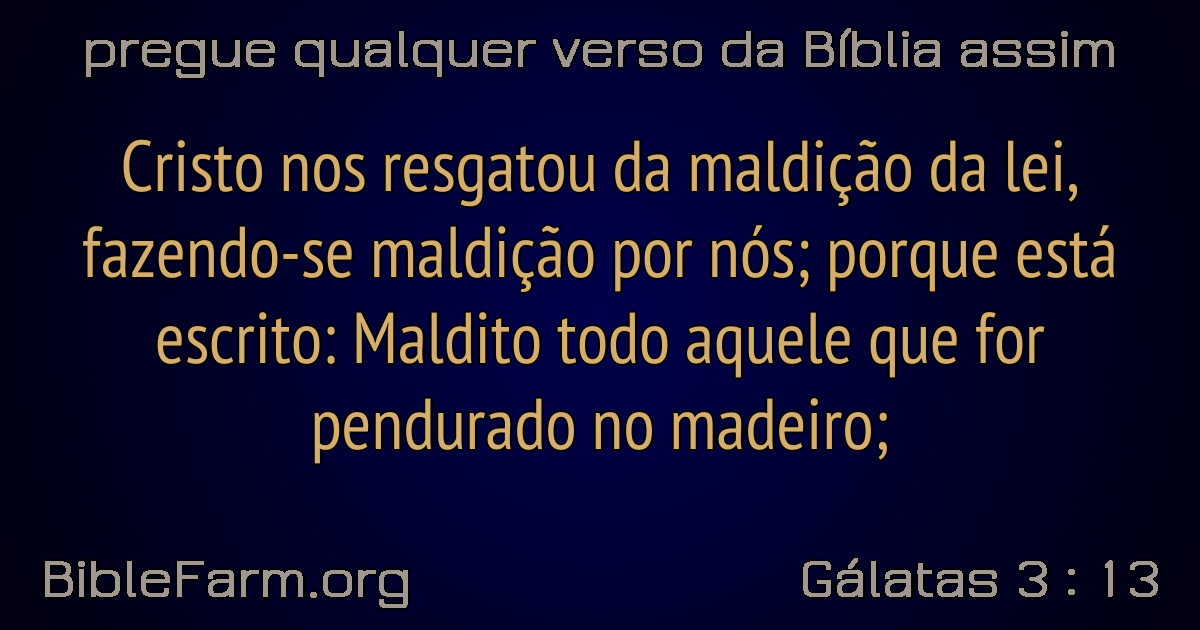 pregue qualquer verso da Bíblia assim
Cristo nos resgatou da maldição da lei,
fazendo-se maldição por nós; porque está
escrito: Maldito todo aquele que for
pendurado no madeiro;
BibleFarm.org
Gálatas 3 : 13